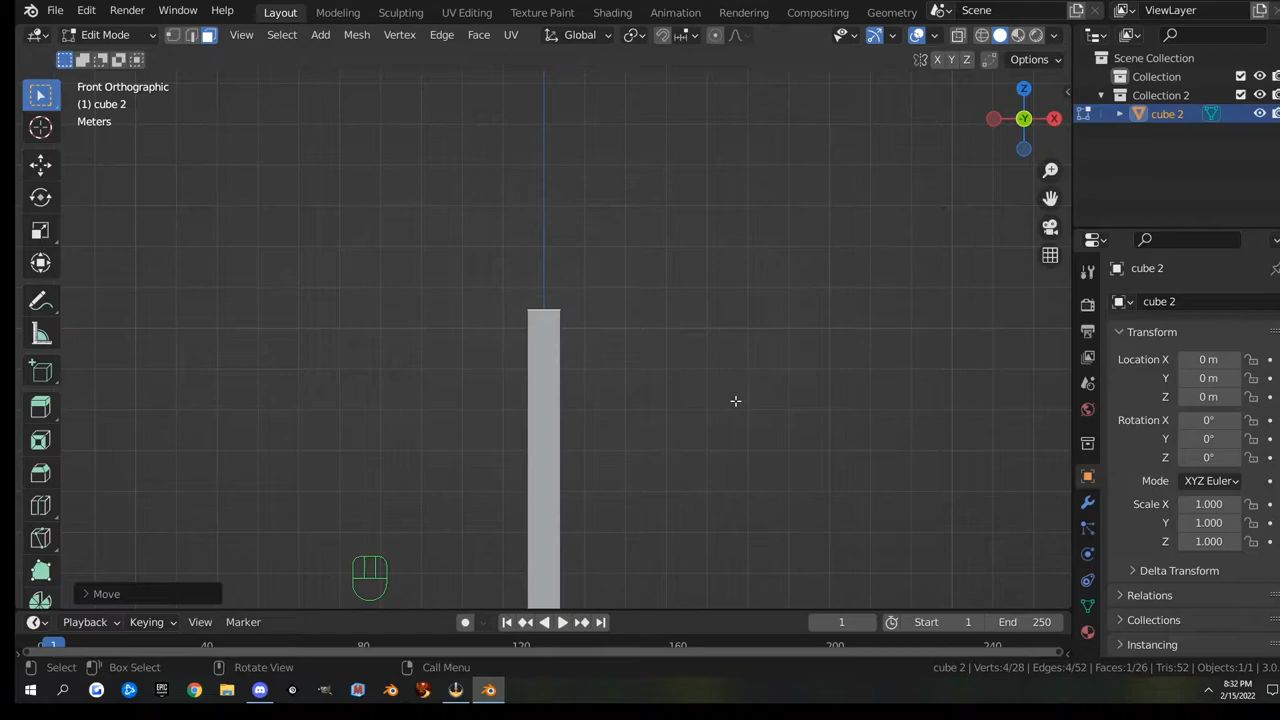 File Edit Render Window Help Layout Modeling Sculpting UV Editing Texture Paint Shading Animation Rendering Compositing Geometry Scene ViewLayer
Edit Mode View Select Add Mesh Vertex Edge Face UV Global
X Y Z Options
Front Orthographic
(1) cube 2
Meters
Z
-Y X
Scene Collection
Collection
Collection 2
cube 2
cube 2
cube 2
Transform
Location X 0 m
Y 0 m
Z 0 m
Rotation X 0°
Y 0°
Z 0°
Mode XYZ Euler
Scale X 1.000
Y 1.000
Z 1.000
Delta Transform
Relations
Collections
Instancing
Move
Playback Keying View Marker 1 Start 1 End 250
1 40 80 120 160 200 240
Select Box Select Rotate View Call Menu cube 2 | Verts:4/28 | Edges:4/52 | Faces:1/26 | Tris:52 | Objects:1/1 | 3.0
8:32 PM
2/15/2022